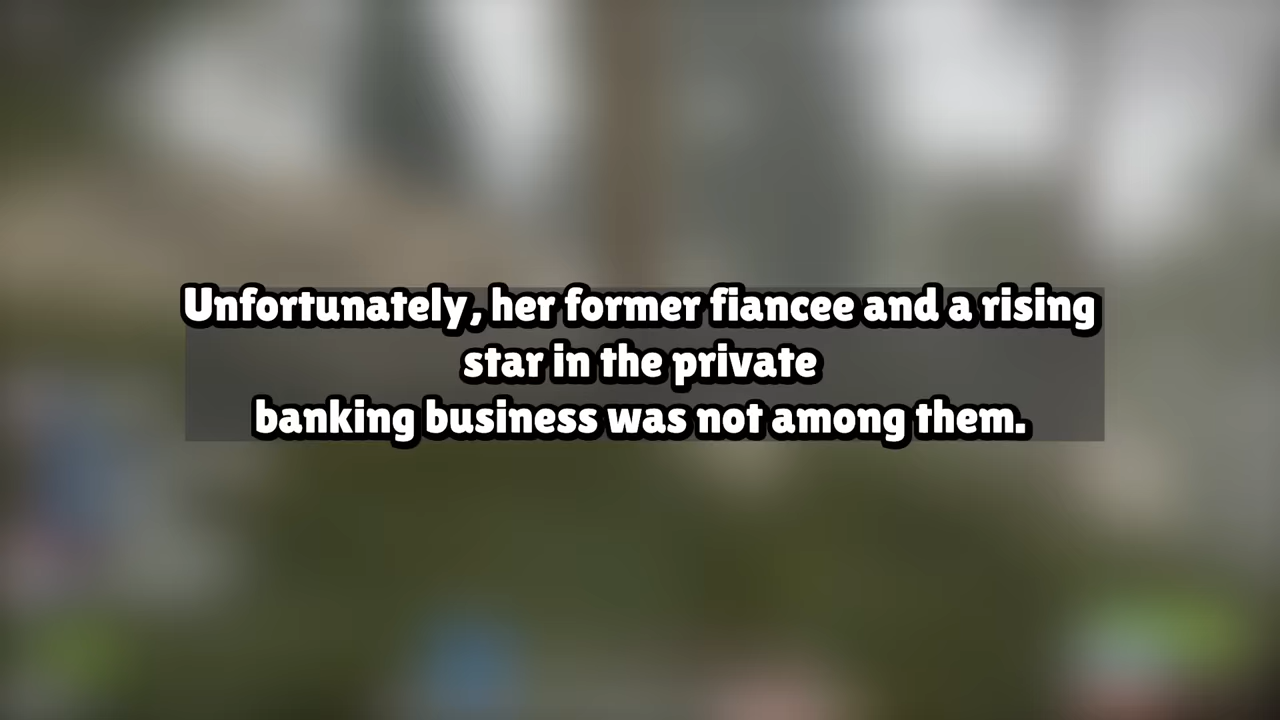 Unfortunately, her former fiancee and a rising
star in the private
banking business was not among them.